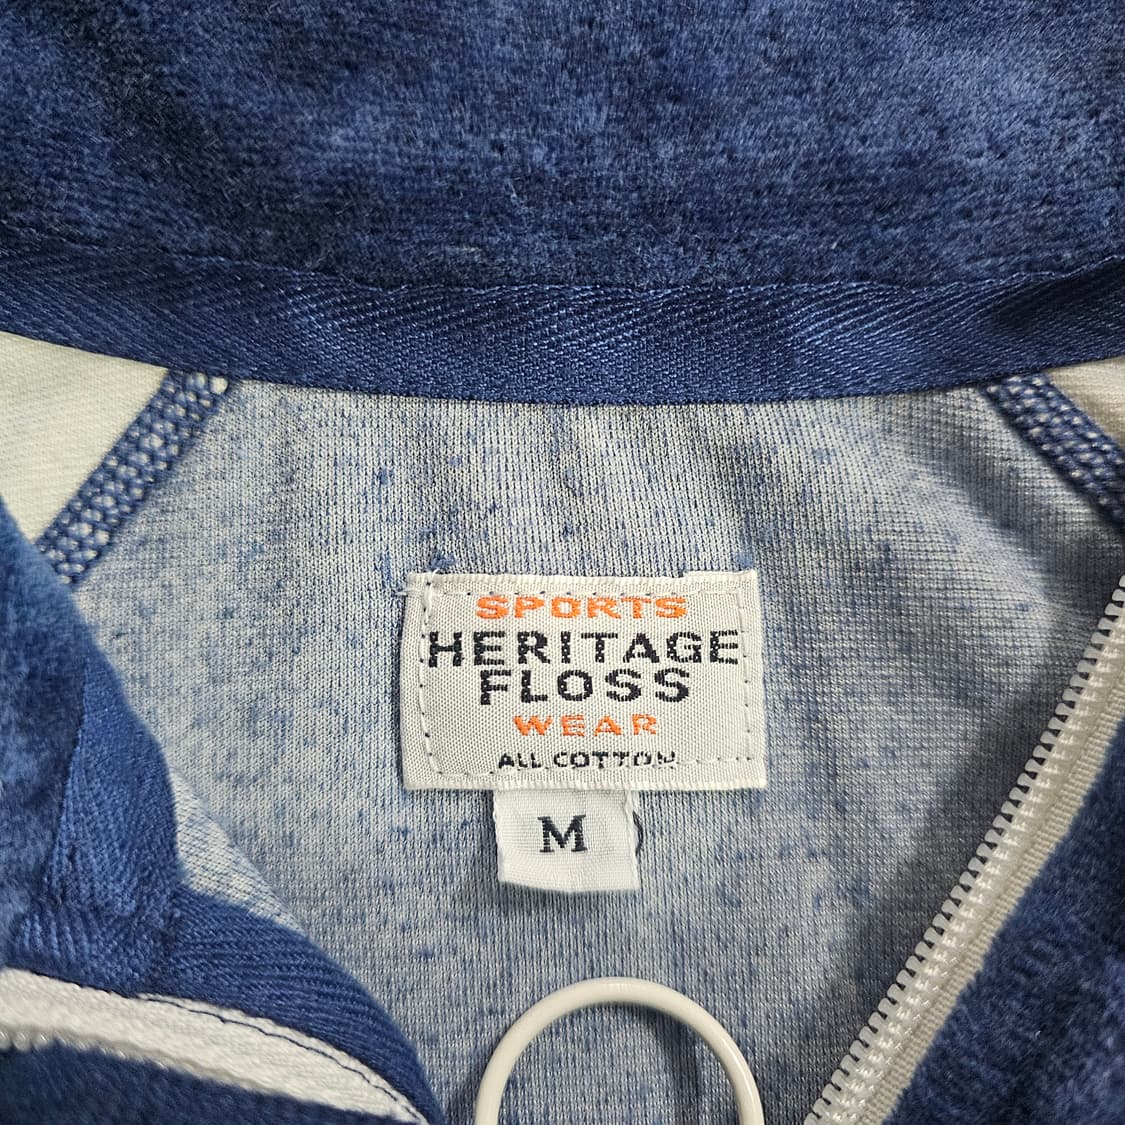 SPORTS
HERITAGE
FLOSS
WEAR
ALL COTTON
M